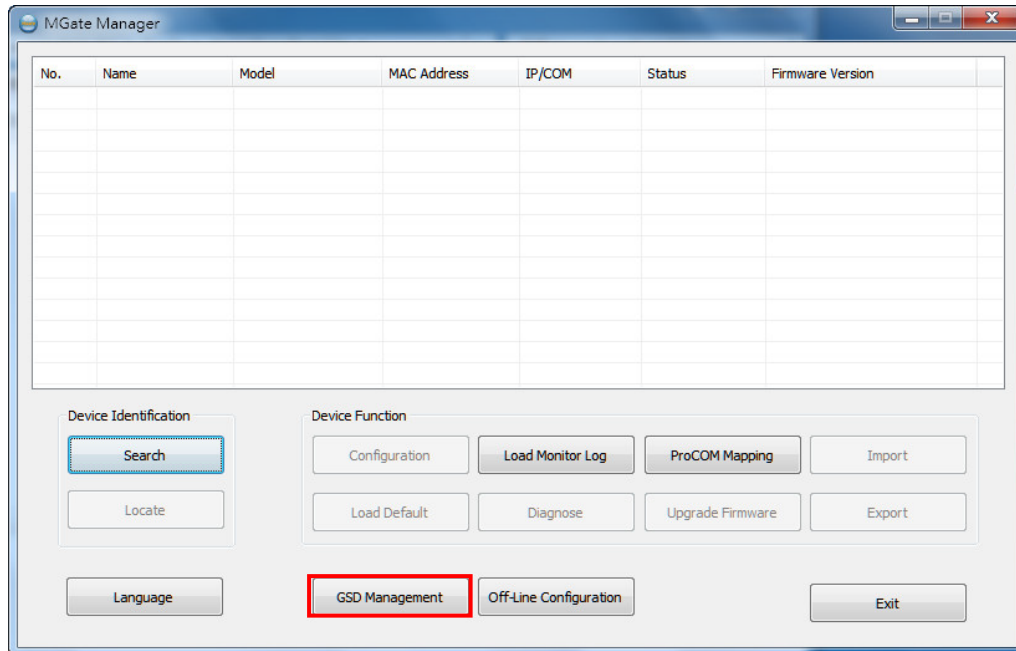 MGate Manager
No. Name Model MAC Address IP/COM Status Firmware Version
Device Identification
Search
Locate
Device Function
Configuration Load Monitor Log ProCOM Mapping Import
Load Default Diagnose Upgrade Firmware Export
Language GSD Management Off-Line Configuration Exit